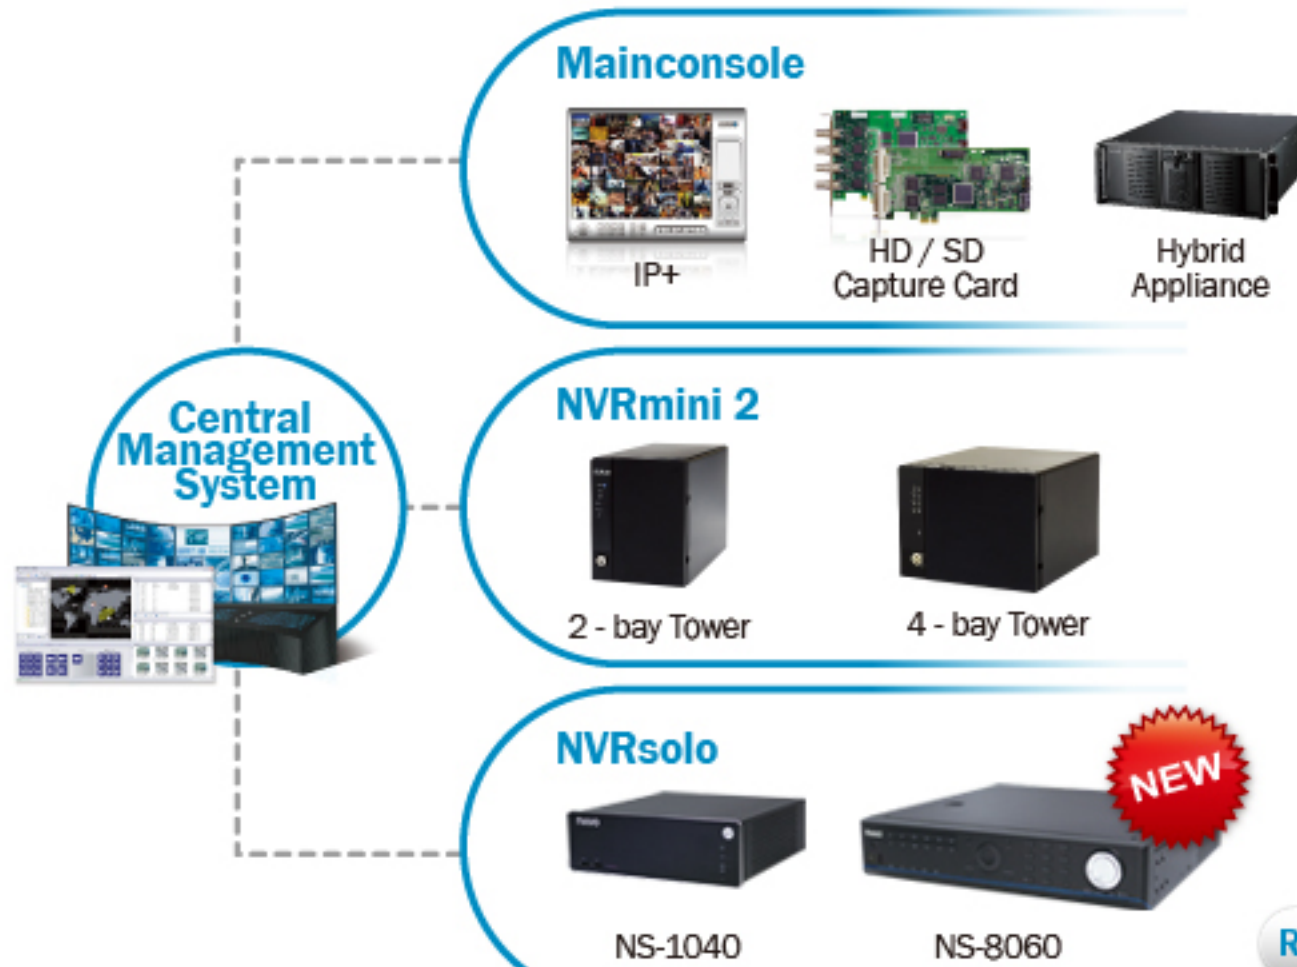 Mainconsole
IP+
HD / SD
Capture Card
Hybrid
Appliance
Central
Management
System
NVRmini 2
2 - bay Tower
4 - bay Tower
NVRsolo
NEW
NS-1040
NS-8060
R